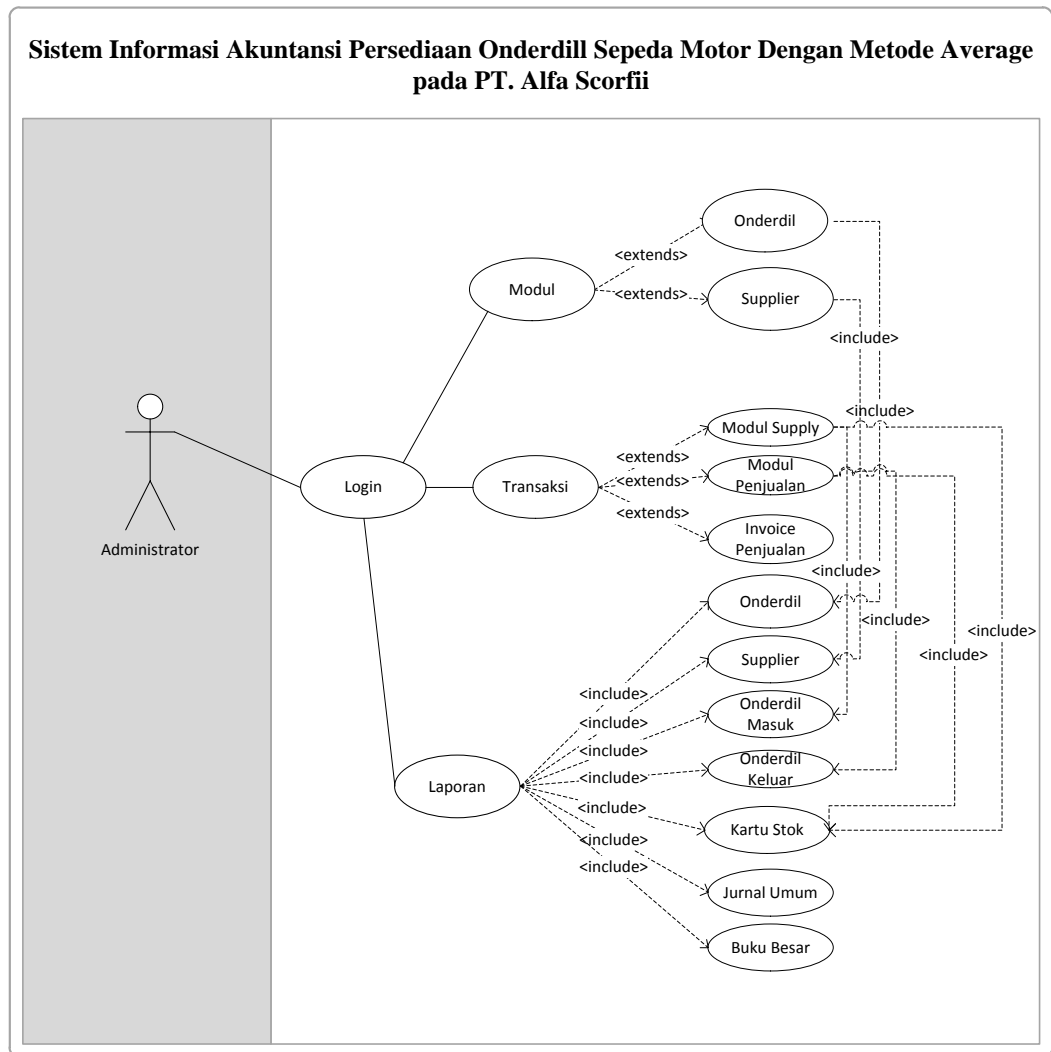 Sistem Informasi Akuntansi Persediaan Onderdill Sepeda Motor Dengan Metode Average
pada PT. Alfa Scorfii
Onderdil
<extends>
Modul
<extends>
Supplier
<include>
<include>
Modul Supply
<extends>
Modul
Penjualan
Login
Transaksi
<extends>
<extends>
Invoice
Penjualan
Administrator
<include>
Onderdil
<include>
<include>
<include>
Supplier
<include>
Onderdil
Masuk
<include>
<include>
Onderdil
Keluar
<include>
Laporan
<include>
Kartu Stok
<include>
Jurnal Umum
<include>
Buku Besar